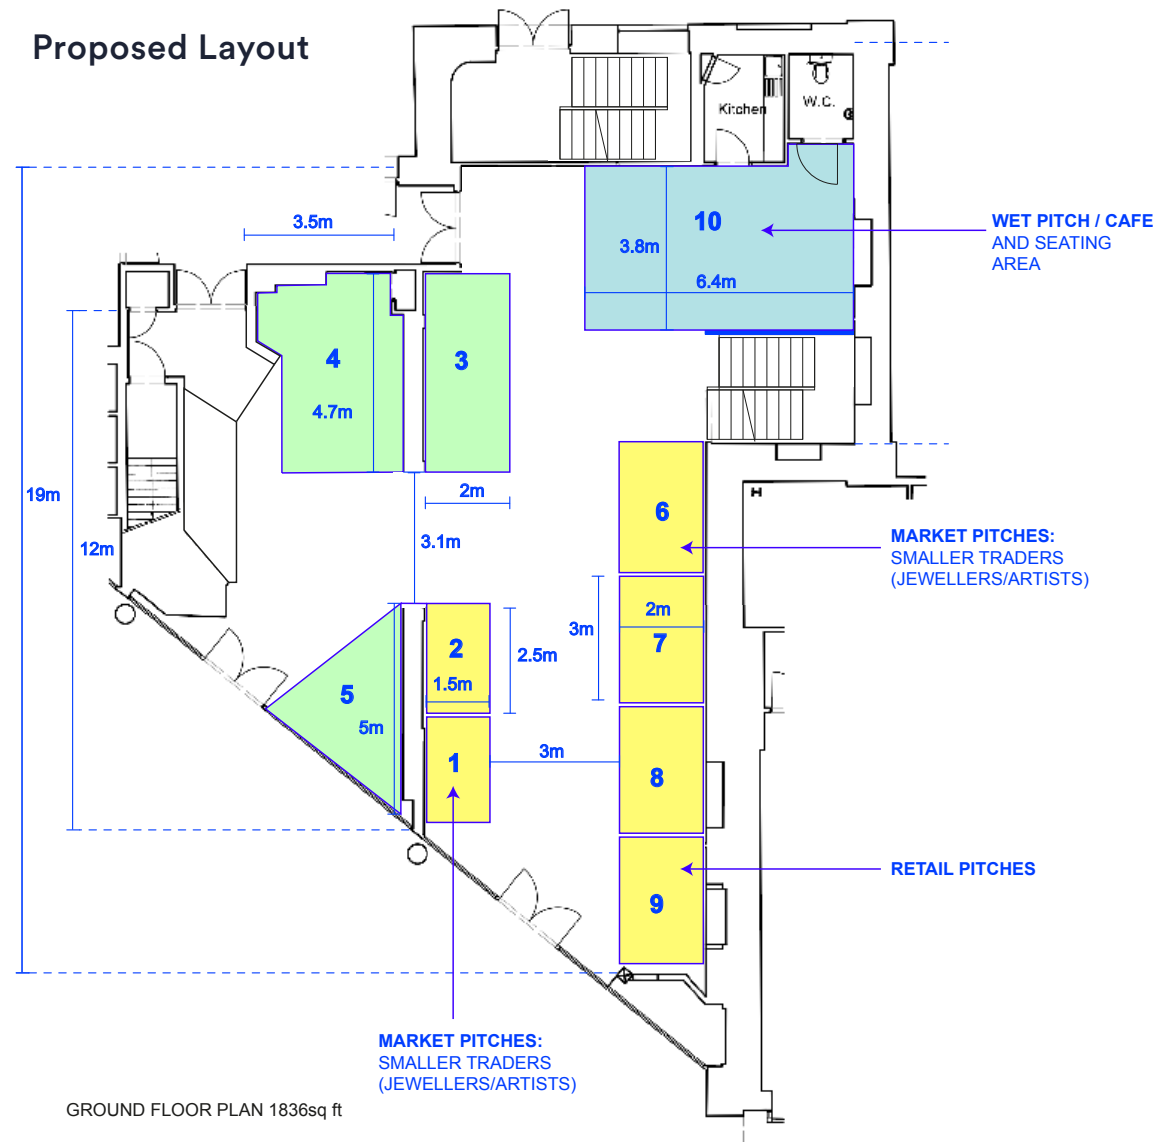 Proposed Layout
Kitchen
W.C.
3.5m
10
3.8m
6.4m
WET PITCH / CAFE
AND SEATING
AREA
4
3
4.7m
19m
2m
12m
3.1m
6
MARKET PITCHES:
SMALLER TRADERS
(JEWELLERS/ARTISTS)
H
2m
3m
7
2
2.5m
1.5m
5
5m
1
3m
8
RETAIL PITCHES
9
MARKET PITCHES:
SMALLER TRADERS
(JEWELLERS/ARTISTS)
GROUND FLOOR PLAN 1836sq ft